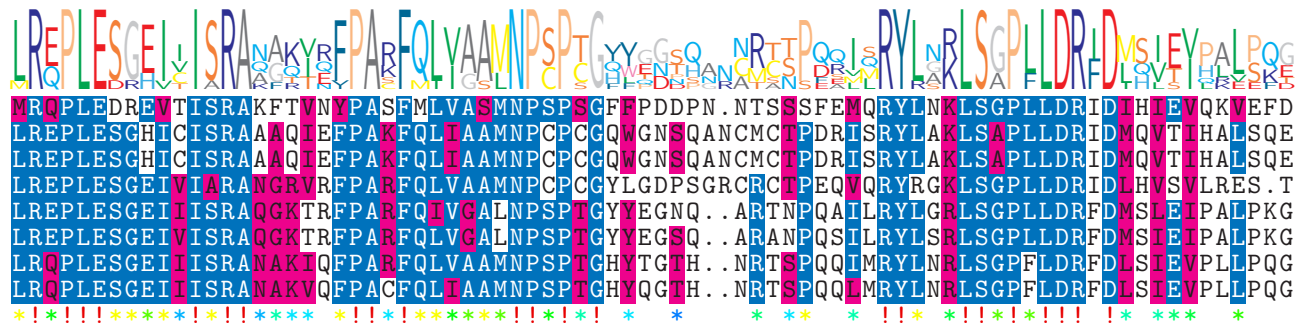 MRQPLEDREVTISRAKFTVNYPASFMLVASMNPSPSGFFPDDPN.NTSSSFEMQRYLNKLSGPLLDRIDIHIEVQKVEFD
LREPLESGHICISRAAAQIEFPAKFQLIAAMNPCPCGQWGNSQANCMCTPDRISRYLAKLSAPLLDRIDMQVTIHALSQE
LREPLESGHICISRAAAQIEFPAKFQLIAAMNPCPCGQWGNSQANCMCTPDRISRYLAKLSAPLLDRIDMQVTIHALSQE
LREPLESGEIVIARANGRVRFPARFQLVAAMNPCPCGYLGDPSGRCRCTPEQVQRYRGKLSGPLLDRIDLHVSVLRES.T
LREPLESGEIIISRAQGKTRFPARFQIVGALNPSPTGYYEGNQ..ARTNPQAILRYLGRLSGPLLDRFDMSLEIPALPKG
LREPLESGEIVISRAQGKTRFPARFQLVGALNPSPTGYYEGSQ..ARANPQSILRYLSRLSGPLLDRFDMSIEIPALPKG
LRQPLESGEIIISRANAKIQFPARFQLVAAMNPSPTGHYTGTH..NRTSPQQIMRYLNRLSGPFLDRFDLSIEVPLLPQG
LRQPLESGEIIISRANAKVQFPACFQLIAAMNPSPTGHYQGTH..NRTSPQQLMRYLNRLSGPFLDRFDLSIEVPLLPQG